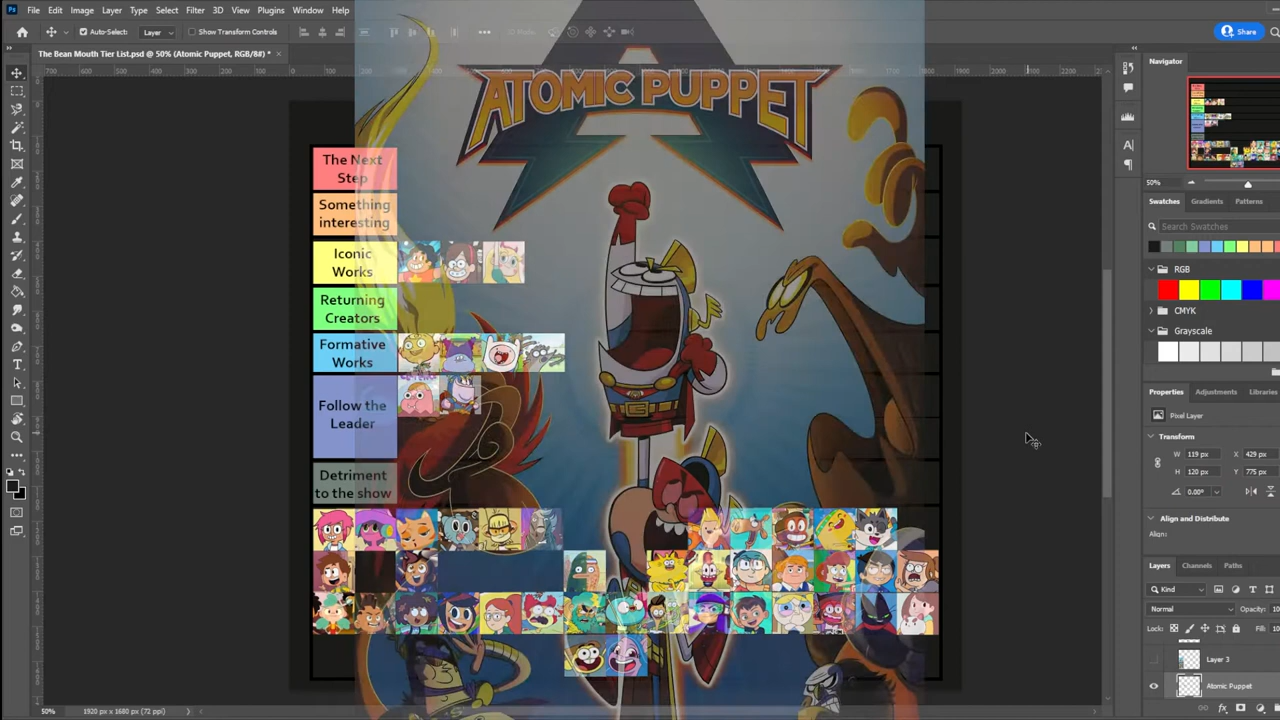 File Edit Image Layer Type Select Filter 3D View Plugins Window Help
Auto-Select: Layer Show Transform Controls 3D Mode: Share
The Bean Mouth Tier List.psd @ 50% (Atomic Puppet, RGB/8#) *
ATOMIC PUPPET
The Next
Step
Something
interesting
Iconic
Works
Returning
Creators
Formative
Works
Follow the
Leader
Detriment
to the show
Navigator
50%
Swatches Gradients Patterns
Search Swatches
RGB
CMYK
Grayscale
Properties Adjustments Libraries
Pixel Layer
Transform
W 119 px X 429 px
H 120 px Y 775 px
0.00°
Align and Distribute
Align:
Layers Channels Paths
Kind
Normal Opacity: 10
Lock: Fill: 10
Layer 3
Atomic Puppet
50% 1920 px x 1680 px (72 ppi)